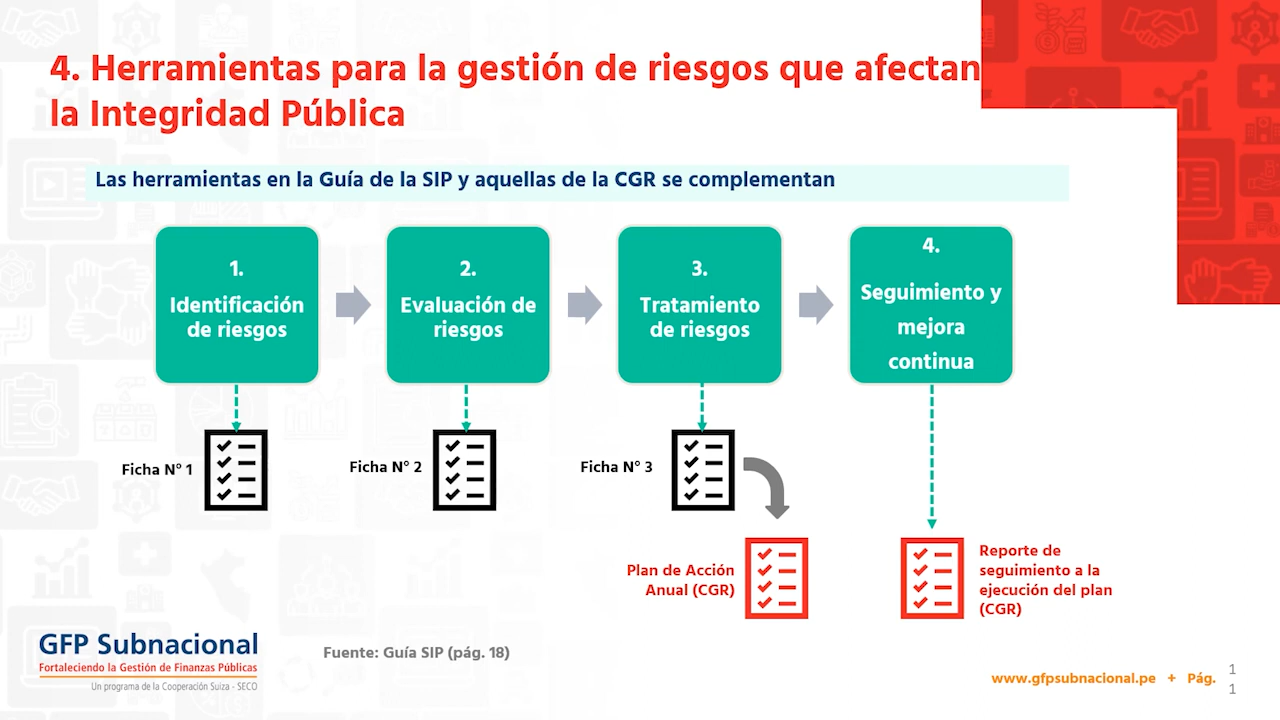 4. Herramientas para la gestión de riesgos que afectan
la Integridad Pública
Las herramientas en la Guía de la SIP y aquellas de la CGR se complementan
1.
Identificación
de riesgos
2.
Evaluación de
riesgos
3.
Tratamiento
de riesgos
4.
Seguimiento y
mejora
continua
Ficha N° 1
Ficha N° 2
Ficha N° 3
Plan de Acción
Anual (CGR)
Reporte de
seguimiento a la
ejecución del plan
(CGR)
GFP Subnacional
Fortaleciendo la Gestión de Finanzas Públicas
Un programa de la Cooperación Suiza - SECO
Fuente: Guía SIP (pág. 18)
www.gfpsubnacional.pe + Pág.
1
1